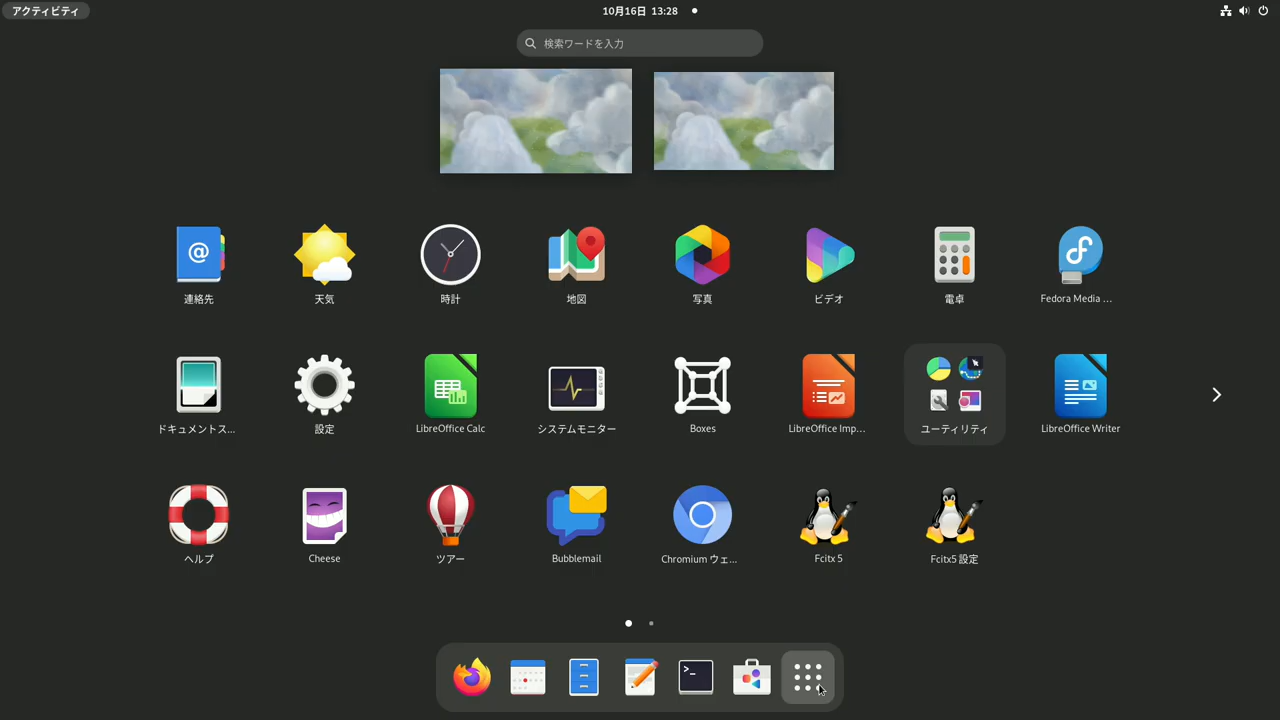 アクティビティ
10月16日 13:28
検索ワードを入力
連絡先
天気
時計
地図
写真
ビデオ
電卓
Fedora Media ...
ドキュメントス...
設定
LibreOffice Calc
システムモニター
Boxes
LibreOffice Imp...
ユーティリティ
LibreOffice Writer
ヘルプ
Cheese
ツアー
Bubblemail
Chromium ウェ...
Fcitx 5
Fcitx5 設定